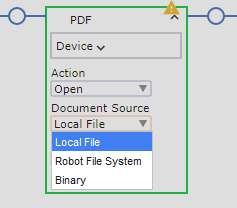 PDF
Device
Action
Open
Document Source
Local File
Local File
Robot File System
Binary